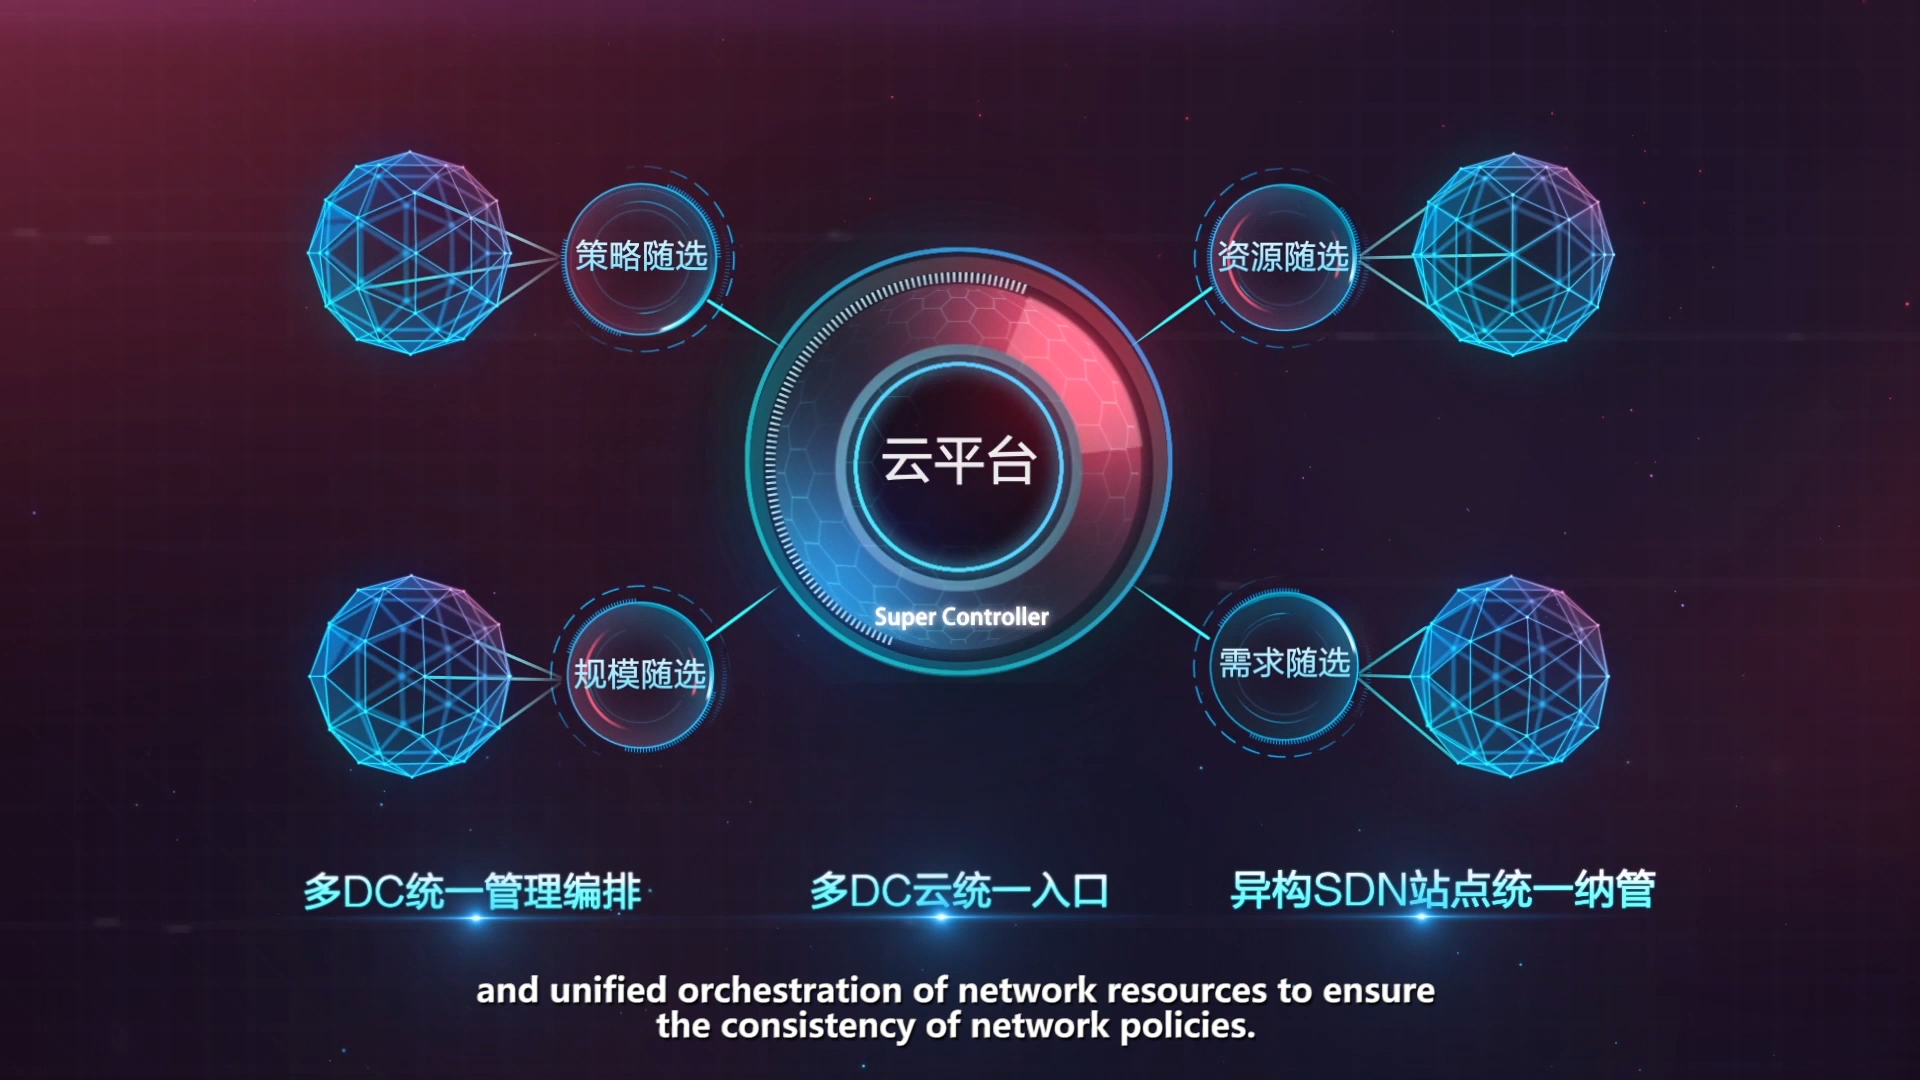 策略随选
资源随选
云平台
Super Controller
规模随选
需求随选
多DC统一管理编排
多DC云统一入口
异构SDN站点统一纳管
and unified orchestration of network resources to ensure
the consistency of network policies.